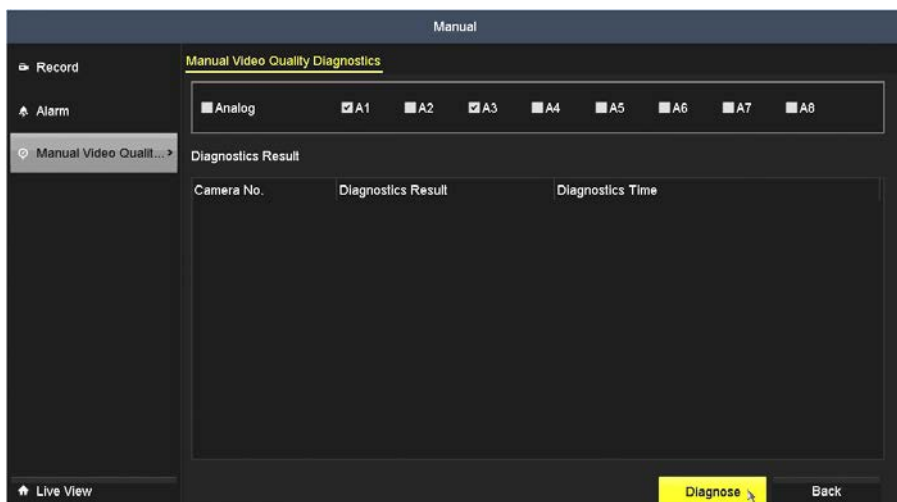 Manual
Record
Alarm
Manual Video Qualit...
Manual Video Quality Diagnostics
Analog A1 A2 A3 A4 A5 A6 A7 A8
Diagnostics Result
Camera No. Diagnostics Result Diagnostics Time
Live View
Diagnose Back